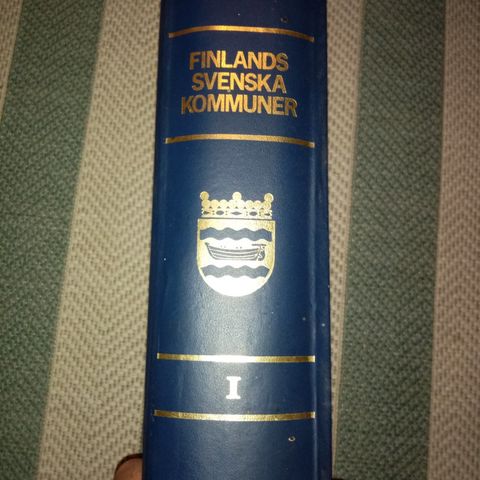 FINLANDS
SVENSKA
KOMMUNER
I